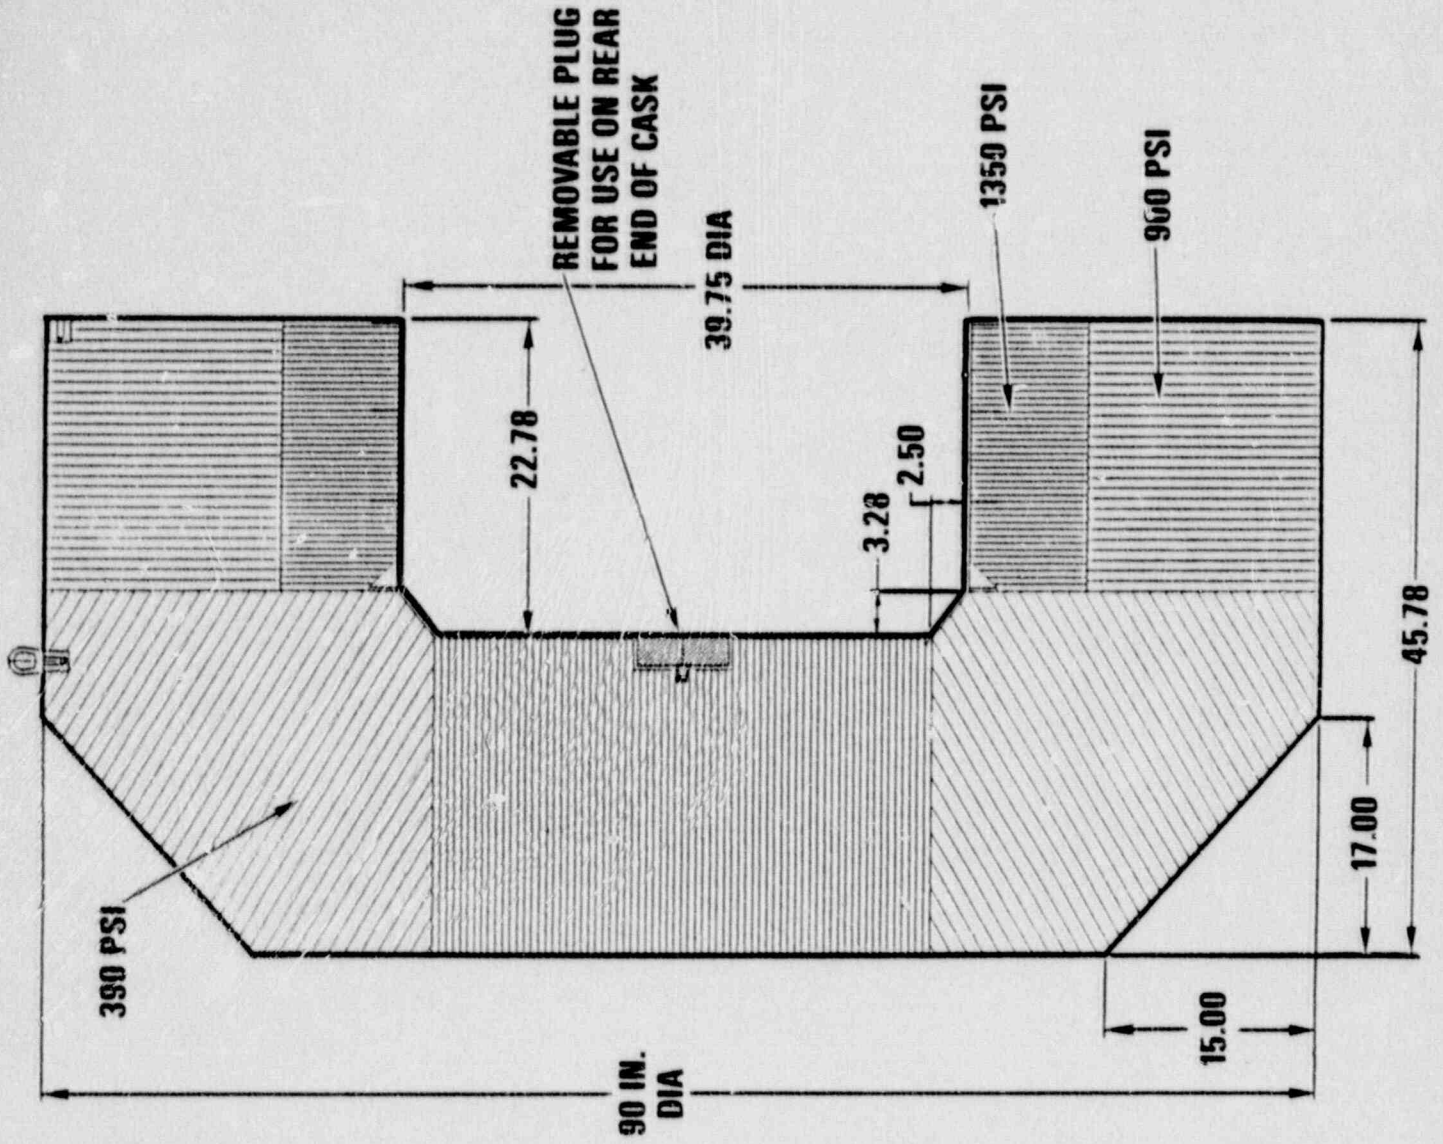 390 PSI
22.78
REMOVABLE PLUG
FOR USE ON REAR
END OF CASK
90 IN.
DIA
39.75 DIA
3.28
2.50
1350 PSI
900 PSI
15.00
17.00
45.78